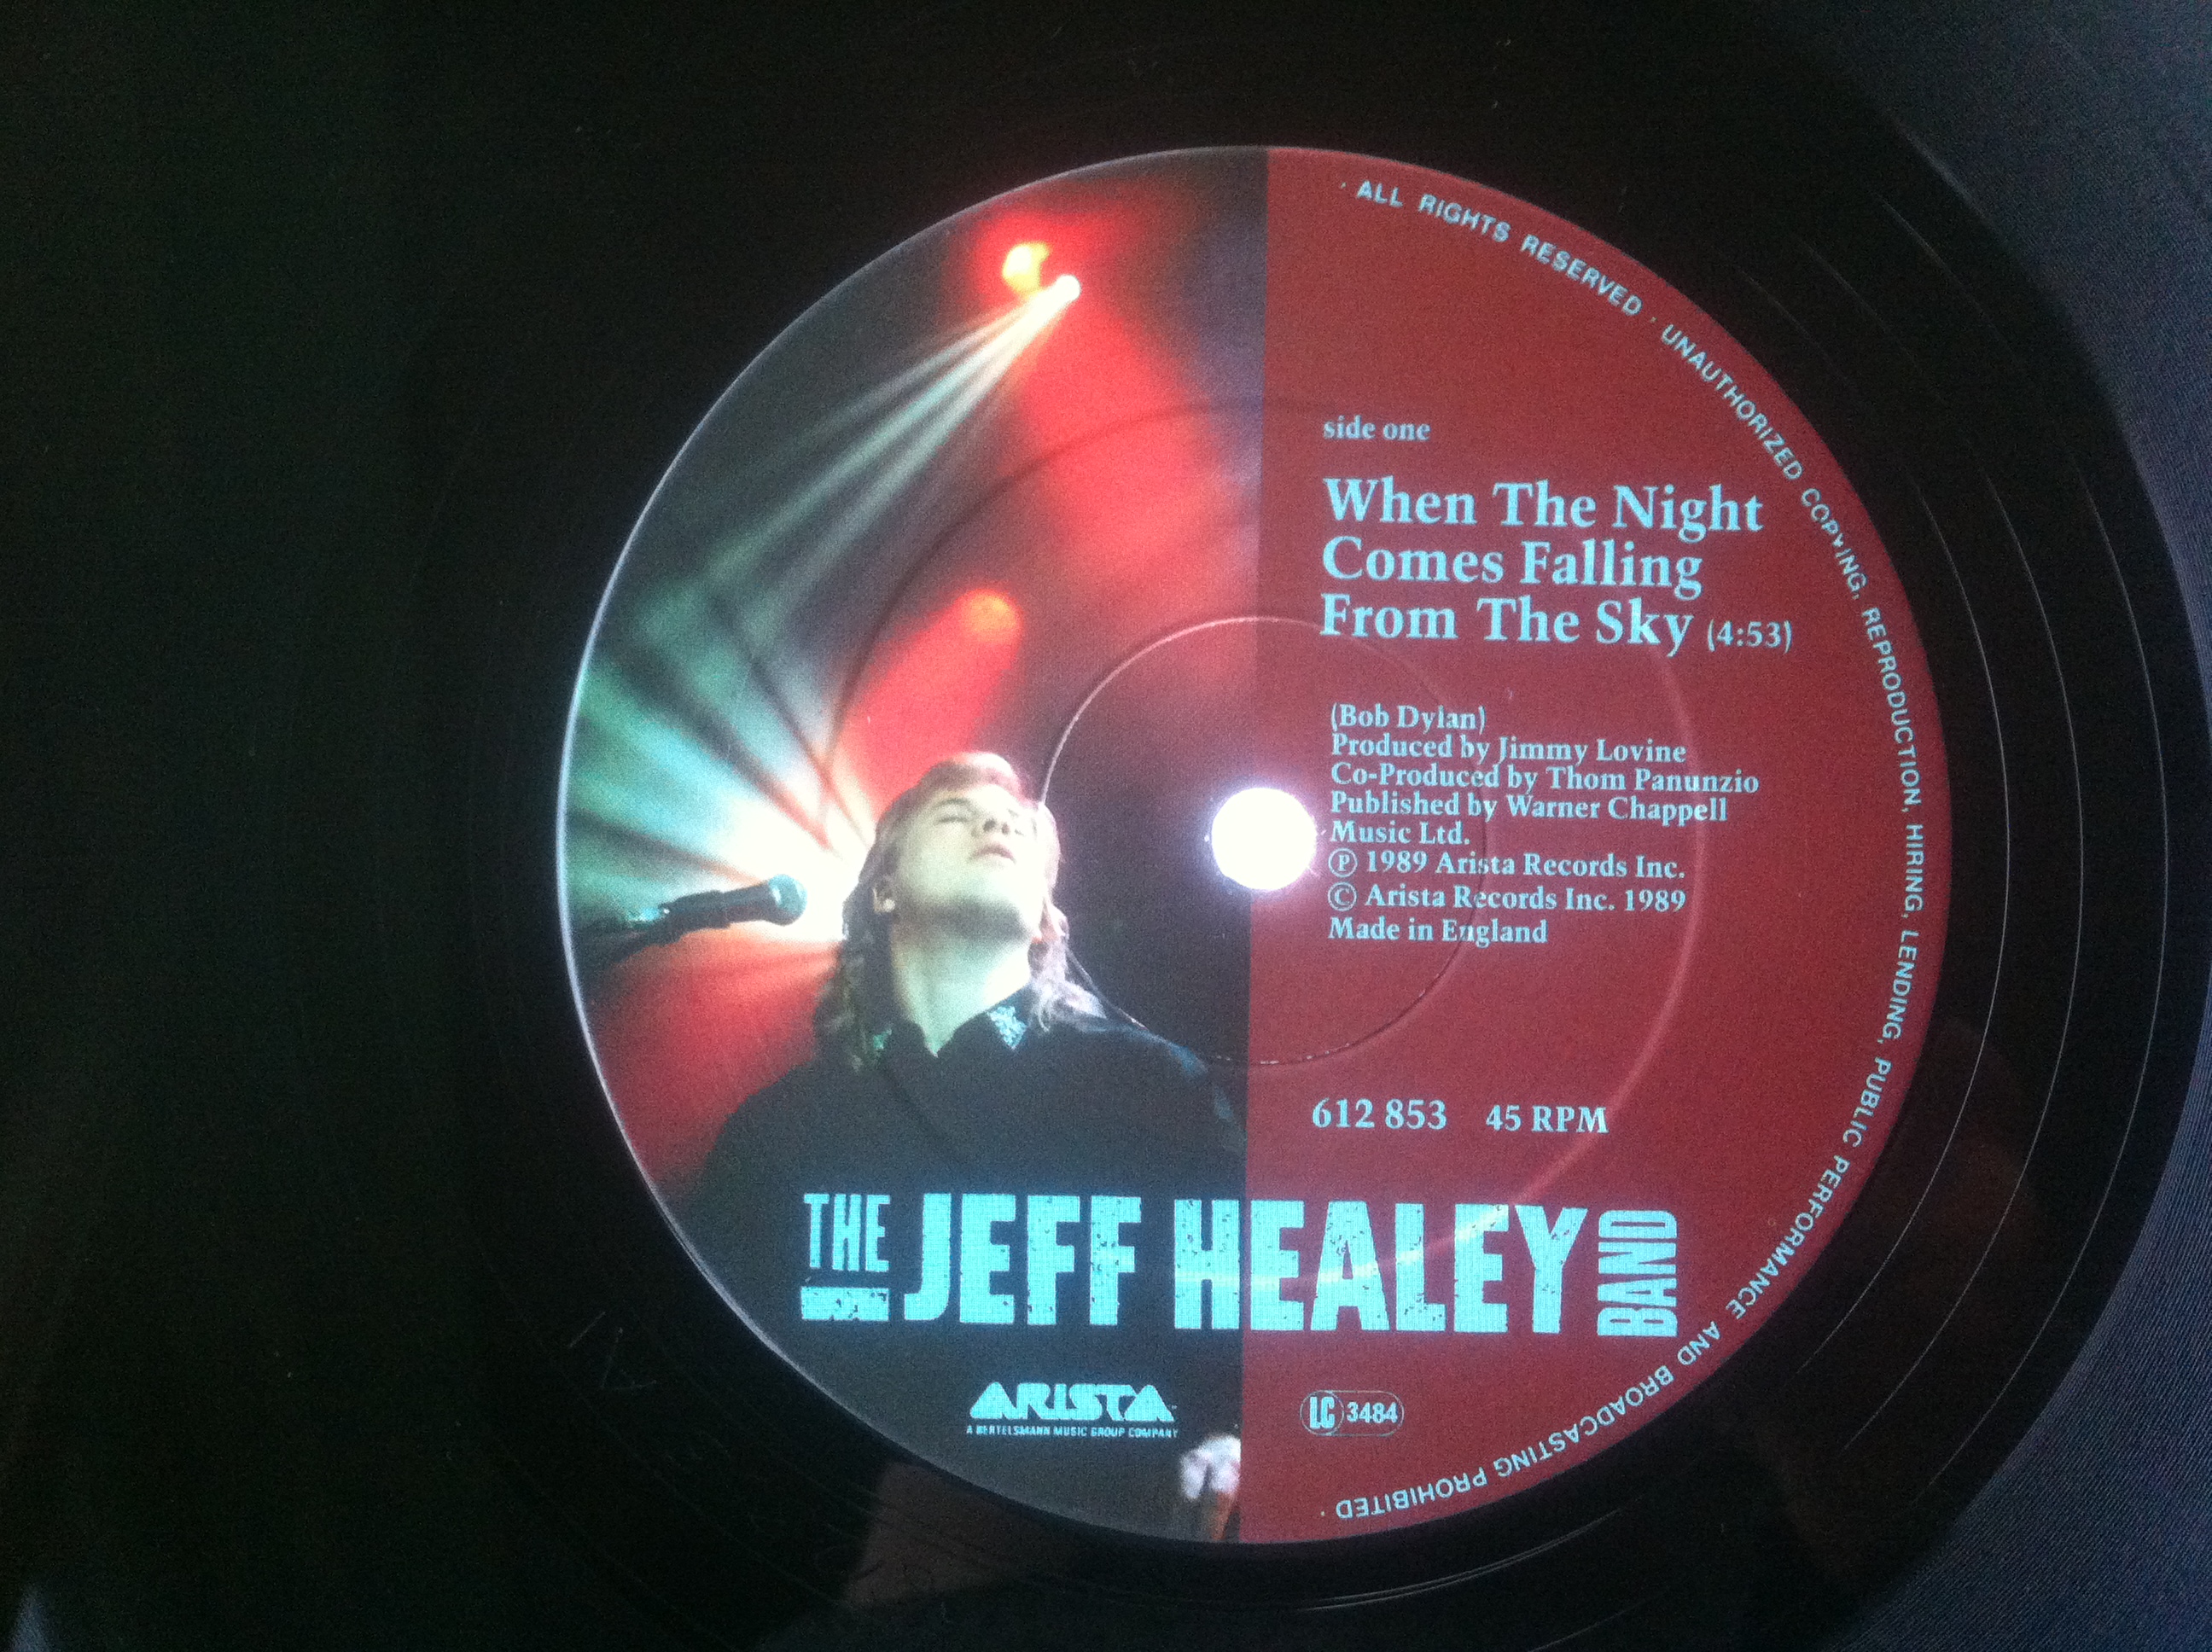 · ALL RIGHTS RESERVED · UNAUTHORIZED COPYING, REPRODUCTION, HIRING, LENDING, PUBLIC PERFORMANCE AND BROADCASTING PROHIBITED ·
side one
When The Night
Comes Falling
From The Sky (4:53)
(Bob Dylan)
Produced by Jimmy Lovine
Co-Produced by Thom Panunzio
Published by Warner Chappell
Music Ltd.
Ⓟ 1989 Arista Records Inc.
© Arista Records Inc. 1989
Made in England
612 853 45 RPM
THE JEFF HEALEY BAND
ARISTA
A BERTELSMANN MUSIC GROUP COMPANY
LC 3484